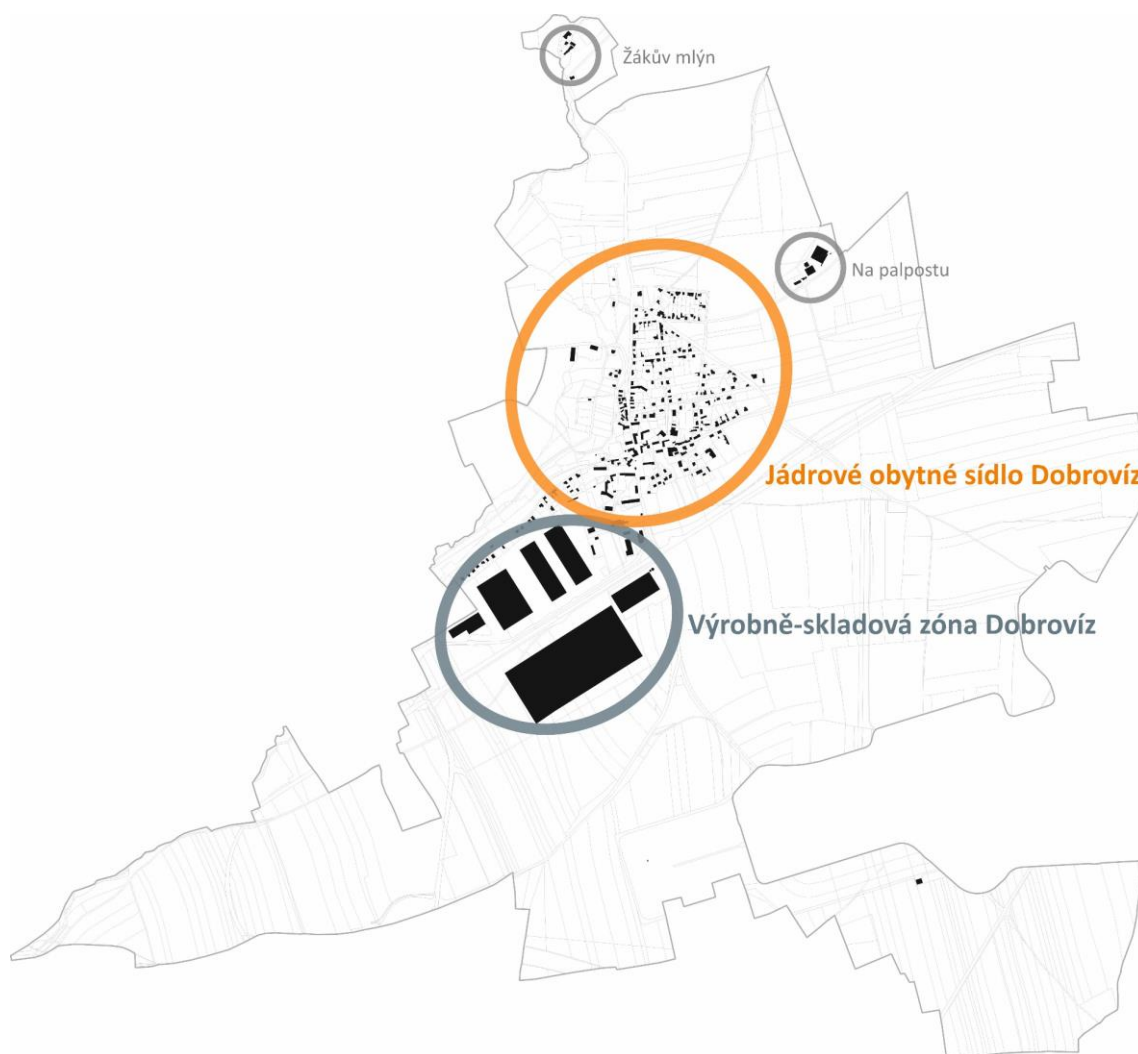 Žákův mlýn
Na palpostu
Jádrové obytné sídlo Dobrovíz
Výrobně-skladová zóna Dobrovíz